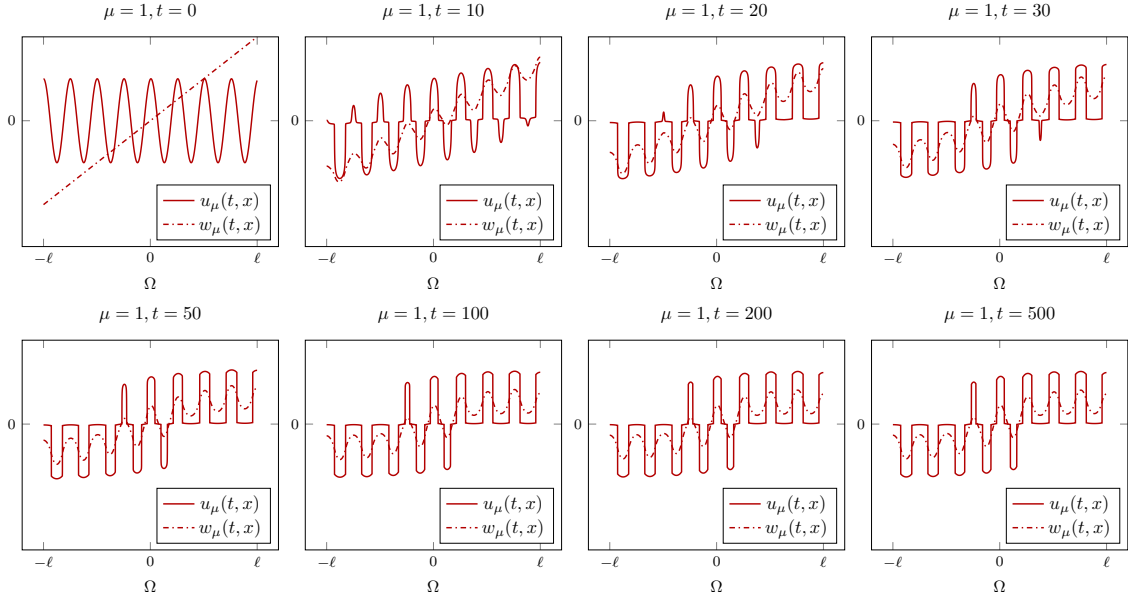 μ = 1, t = 0
0
u_μ(t, x)
w_μ(t, x)
−ℓ 0 ℓ
Ω
μ = 1, t = 10
0
u_μ(t, x)
w_μ(t, x)
−ℓ 0 ℓ
Ω
μ = 1, t = 20
0
u_μ(t, x)
w_μ(t, x)
−ℓ 0 ℓ
Ω
μ = 1, t = 30
0
u_μ(t, x)
w_μ(t, x)
−ℓ 0 ℓ
Ω
μ = 1, t = 50
0
u_μ(t, x)
w_μ(t, x)
−ℓ 0 ℓ
Ω
μ = 1, t = 100
0
u_μ(t, x)
w_μ(t, x)
−ℓ 0 ℓ
Ω
μ = 1, t = 200
0
u_μ(t, x)
w_μ(t, x)
−ℓ 0 ℓ
Ω
μ = 1, t = 500
0
u_μ(t, x)
w_μ(t, x)
−ℓ 0 ℓ
Ω